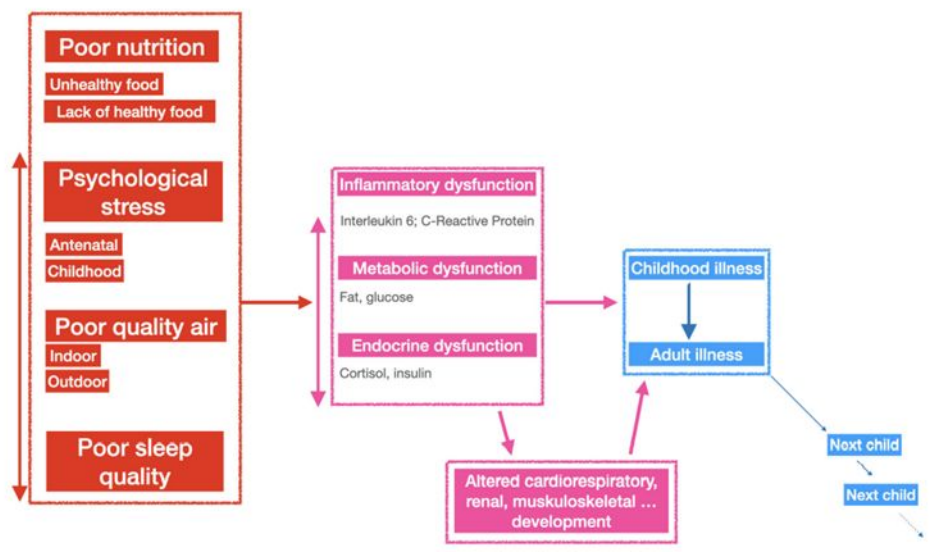 Poor nutrition
Unhealthy food
Lack of healthy food
Psychological
stress
Antenatal
Childhood
Poor quality air
Indoor
Outdoor
Poor sleep
quality
Inflammatory dysfunction
Interleukin 6; C-Reactive Protein
Metabolic dysfunction
Fat, glucose
Endocrine dysfunction
Cortisol, insulin
Altered cardiorespiratory,
renal, muskuloskeletal ...
development
Childhood illness
Adult illness
Next child
Next child